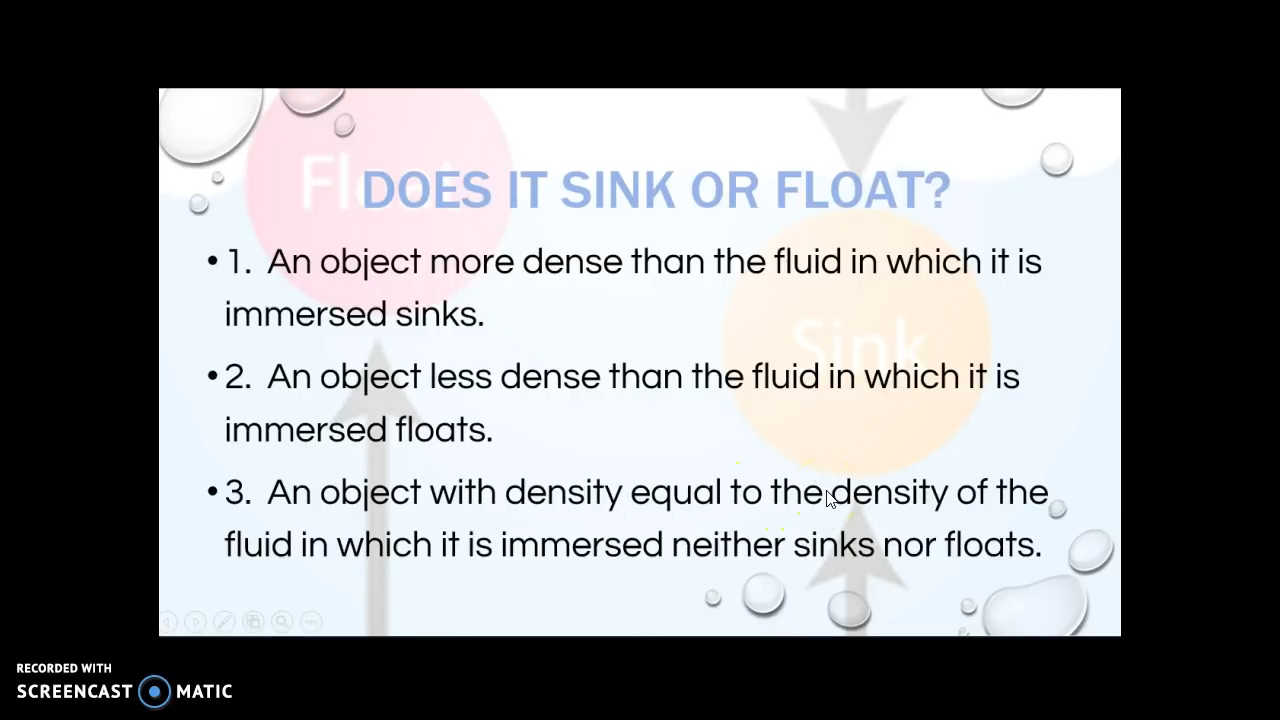 Float
DOES IT SINK OR FLOAT?
• 1. An object more dense than the fluid in which it is
immersed sinks.
Sink
• 2. An object less dense than the fluid in which it is
immersed floats.
• 3. An object with density equal to the density of the
fluid in which it is immersed neither sinks nor floats.
RECORDED WITH
SCREENCAST MATIC